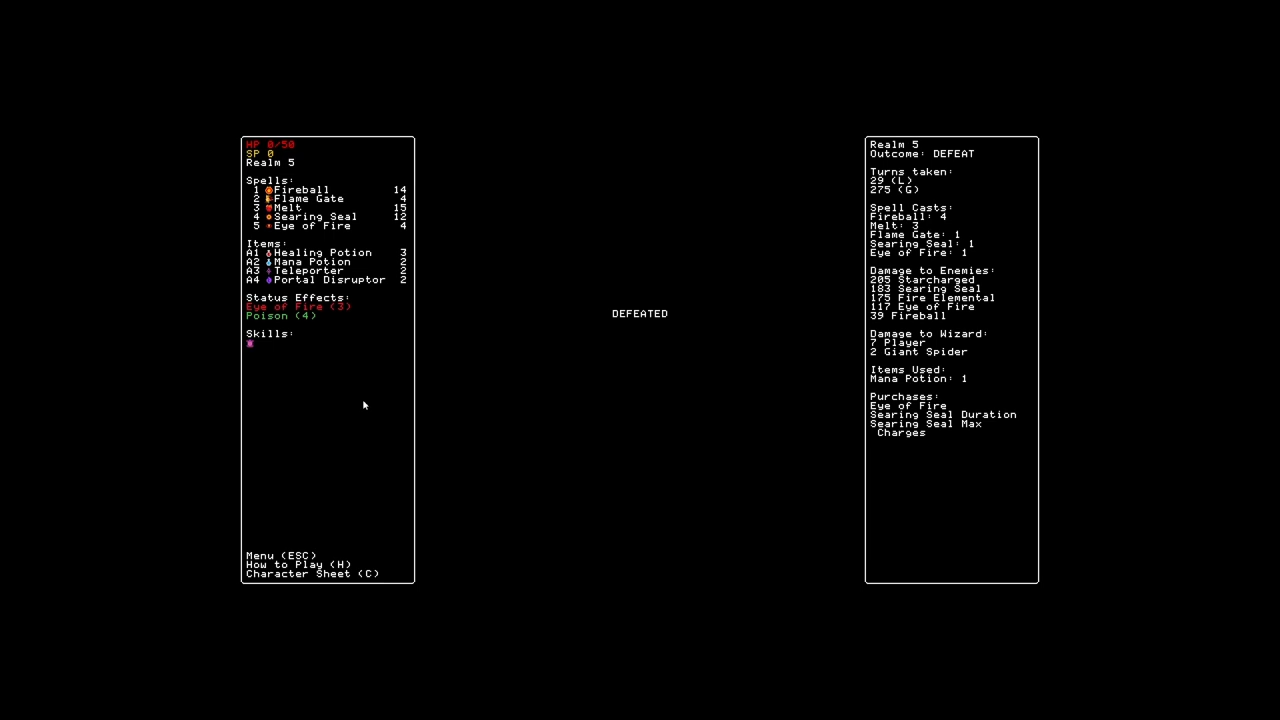 HP 0/50
SP 0
Realm 5
Spells:
1 Fireball 14
2 Flame Gate 4
3 Melt 15
4 Searing Seal 12
5 Eye of Fire 4
Items:
A1 Healing Potion 3
A2 Mana Potion 2
A3 Teleporter 2
A4 Portal Disruptor 2
Status Effects:
Eye of Fire (3)
Poison (4)
Skills:
Menu (ESC)
How to Play (H)
Character Sheet (C)
DEFEATED
Realm 5
Outcome: DEFEAT
Turns taken:
29 (L)
275 (G)
Spell Casts:
Fireball: 4
Melt: 3
Flame Gate: 1
Searing Seal: 1
Eye of Fire: 1
Damage to Enemies:
205 Starcharged
183 Searing Seal
175 Fire Elemental
117 Eye of Fire
39 Fireball
Damage to Wizard:
7 Player
2 Giant Spider
Items Used:
Mana Potion: 1
Purchases:
Eye of Fire
Searing Seal Duration
Searing Seal Max
Charges